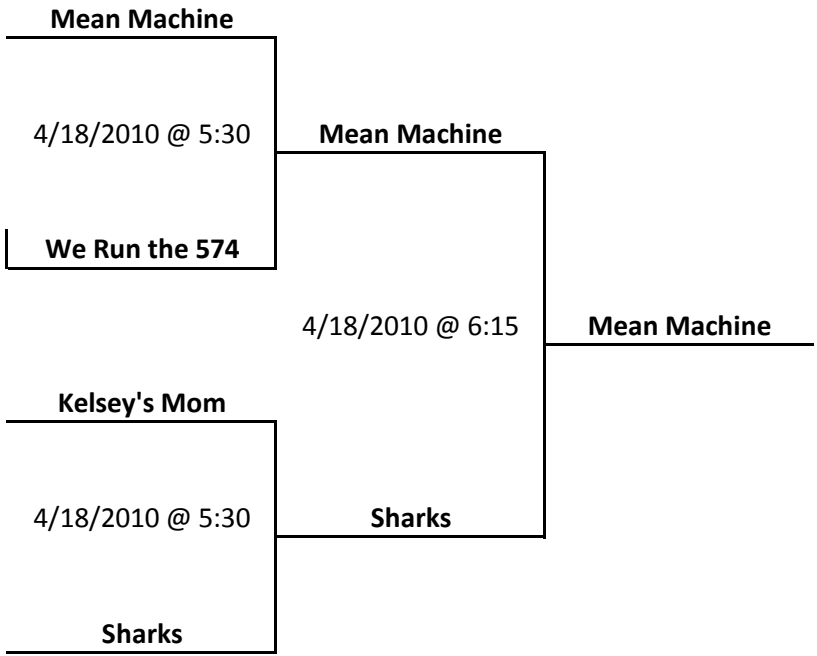 Mean Machine
4/18/2010 @ 5:30
Mean Machine
We Run the 574
4/18/2010 @ 6:15
Mean Machine
Kelsey's Mom
4/18/2010 @ 5:30
Sharks
Sharks